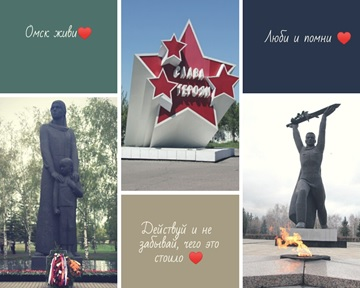 Омск живи❤️
СЛАВА
ГЕРОЯМ
Люби и помни ❤️
Действуй и не
забывай, чего это
стоило ❤️